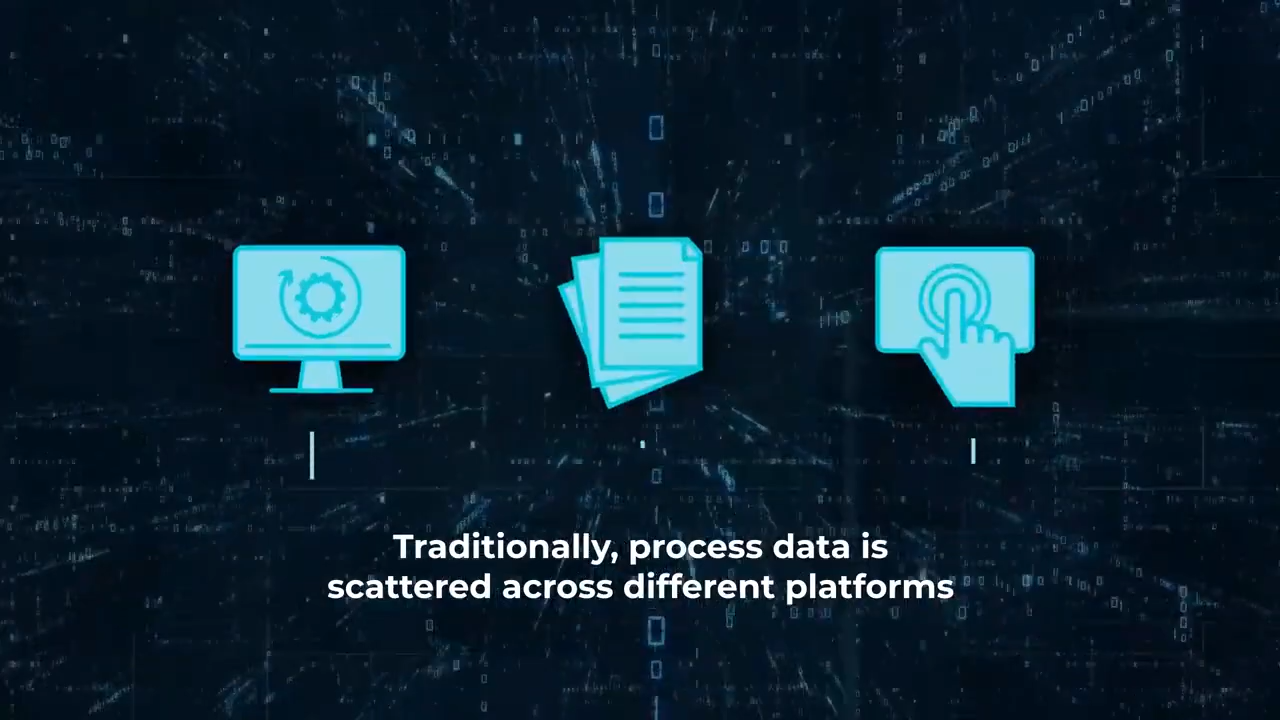 Traditionally, process data is
scattered across different platforms